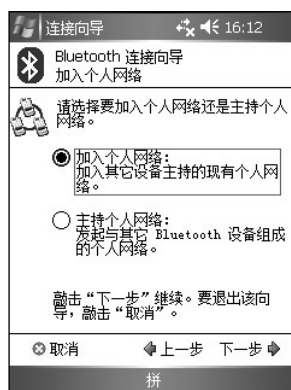 连接向导 16:12
Bluetooth 连接向导
加入个人网络
请选择要加入个人网络还是主持个人
网络。
加入个人网络:
加入其它设备主持的现有个人网
络。
主持个人网络:
发起与其它 Bluetooth 设备组成
的个人网络。
敲击“下一步”继续。要退出该向
导，敲击“取消”。
取消 上一步 下一步
拼